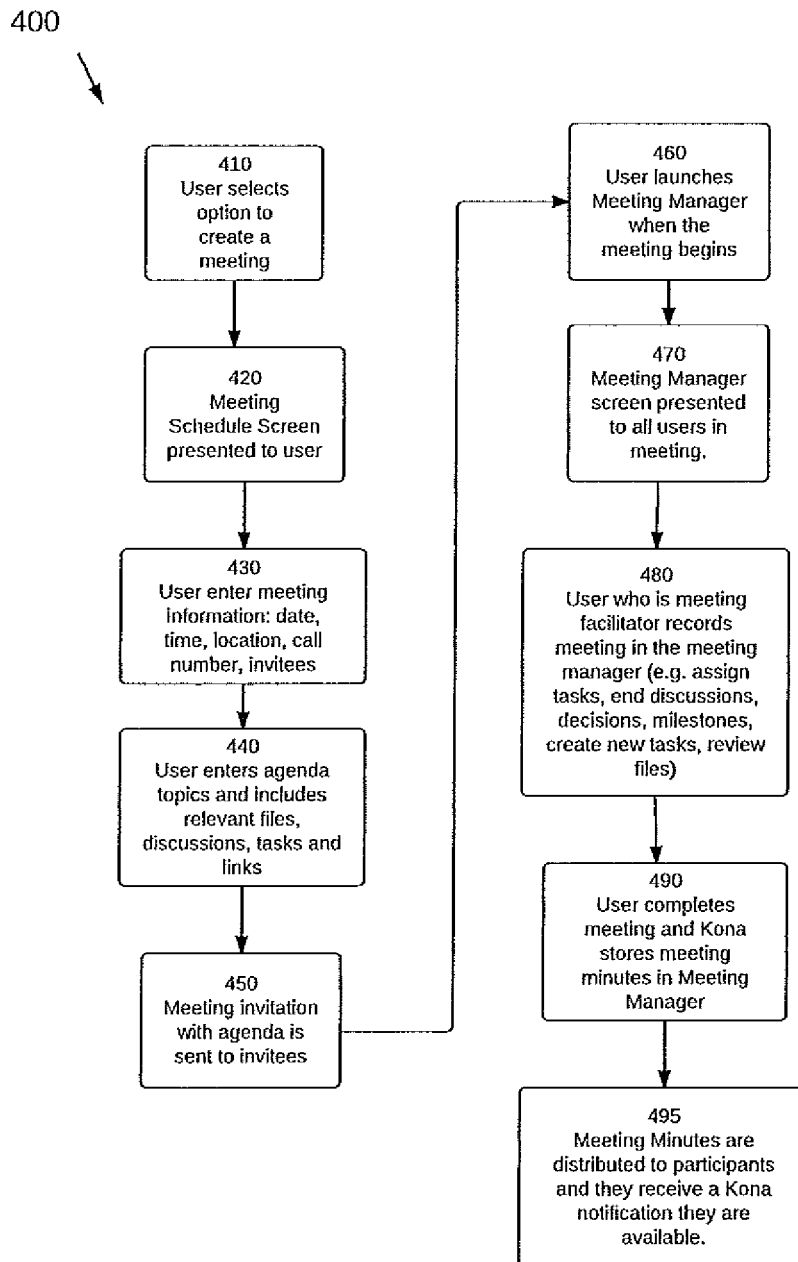 400
410
User selects
option to
create a
meeting
420
Meeting
Schedule Screen
presented to user
430
User enter meeting
information: date,
time, location, call
number, invitees
440
User enters agenda
topics and includes
relevant files,
discussions, tasks and
links
450
Meeting invitation
with agenda is
sent to invitees
460
User launches
Meeting Manager
when the
meeting begins
470
Meeting Manager
screen presented
to all users in
meeting.
480
User who is meeting
facilitator records
meeting in the meeting
manager (e.g. assign
tasks, end discussions,
decisions, milestones,
create new tasks, review
files)
490
User completes
meeting and Kona
stores meeting
minutes in Meeting
Manager
495
Meeting Minutes are
distributed to participants
and they receive a Kona
notification they are
available.